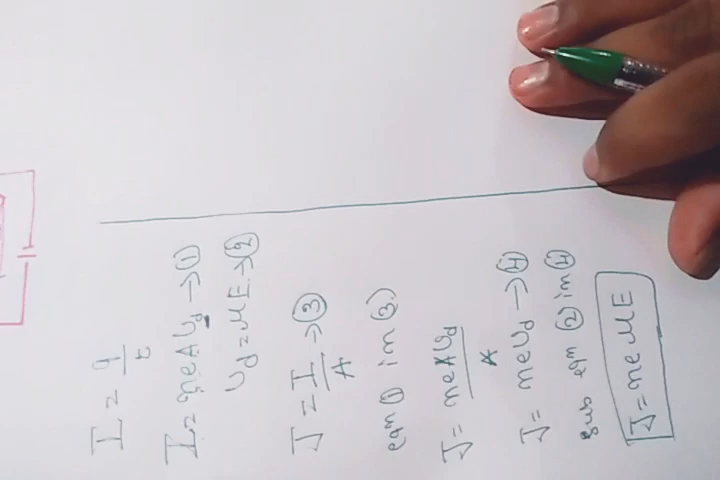 I = q/t
I = neAVd → ①
Vd = μE → ②
J = I/A → ③
eqn ① in ③
J = neAVd/A
J = neVd → ④
sub eqn ② in ④
J = neμE